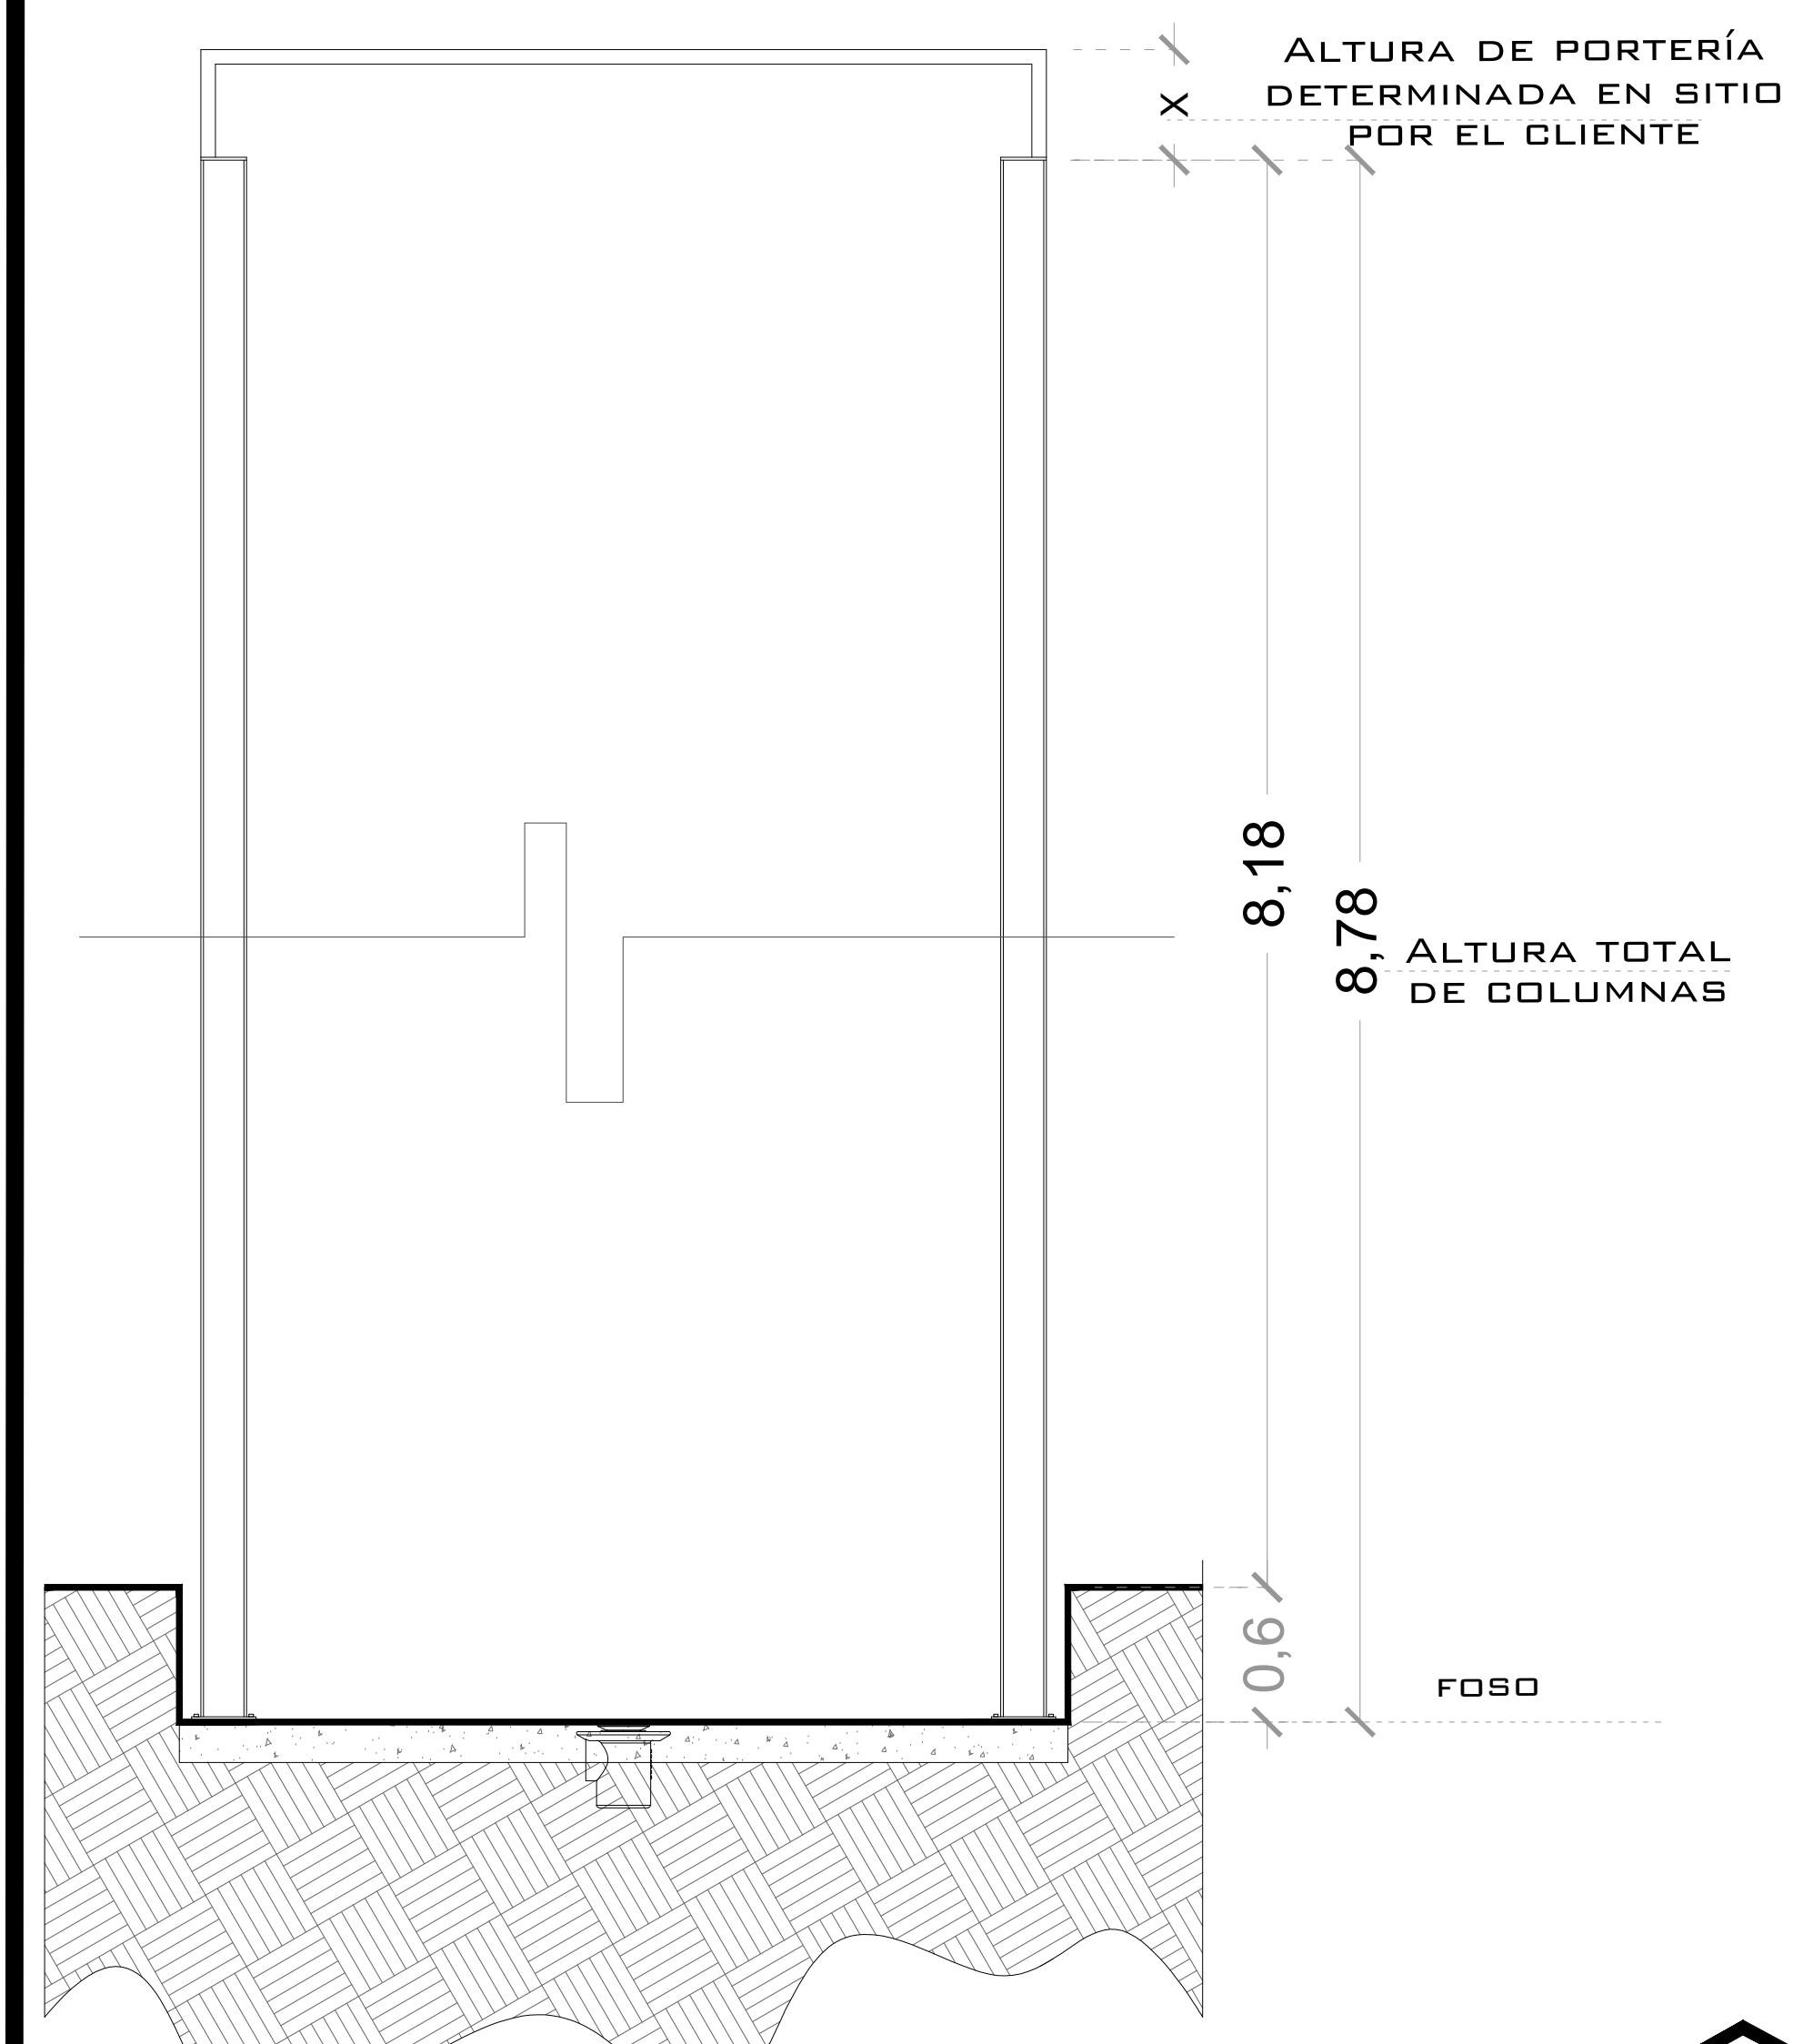 Altura de portería
determinada en sitio
por el cliente
x
8,18
8,78
Altura total
de columnas
0,6
foso